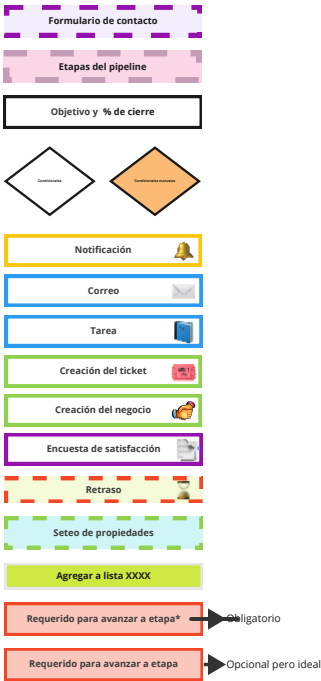 Formulario de contacto
Etapas del pipeline
Objetivo y % de cierre
Condicionales
Condicionales manuales
Notificación
Correo
Tarea
Creación del ticket
Creación del negocio
Encuesta de satisfacción
Retraso
Seteo de propiedades
Agregar a lista XXXX
Requerido para avanzar a etapa*
Obligatorio
Requerido para avanzar a etapa
Opcional pero ideal